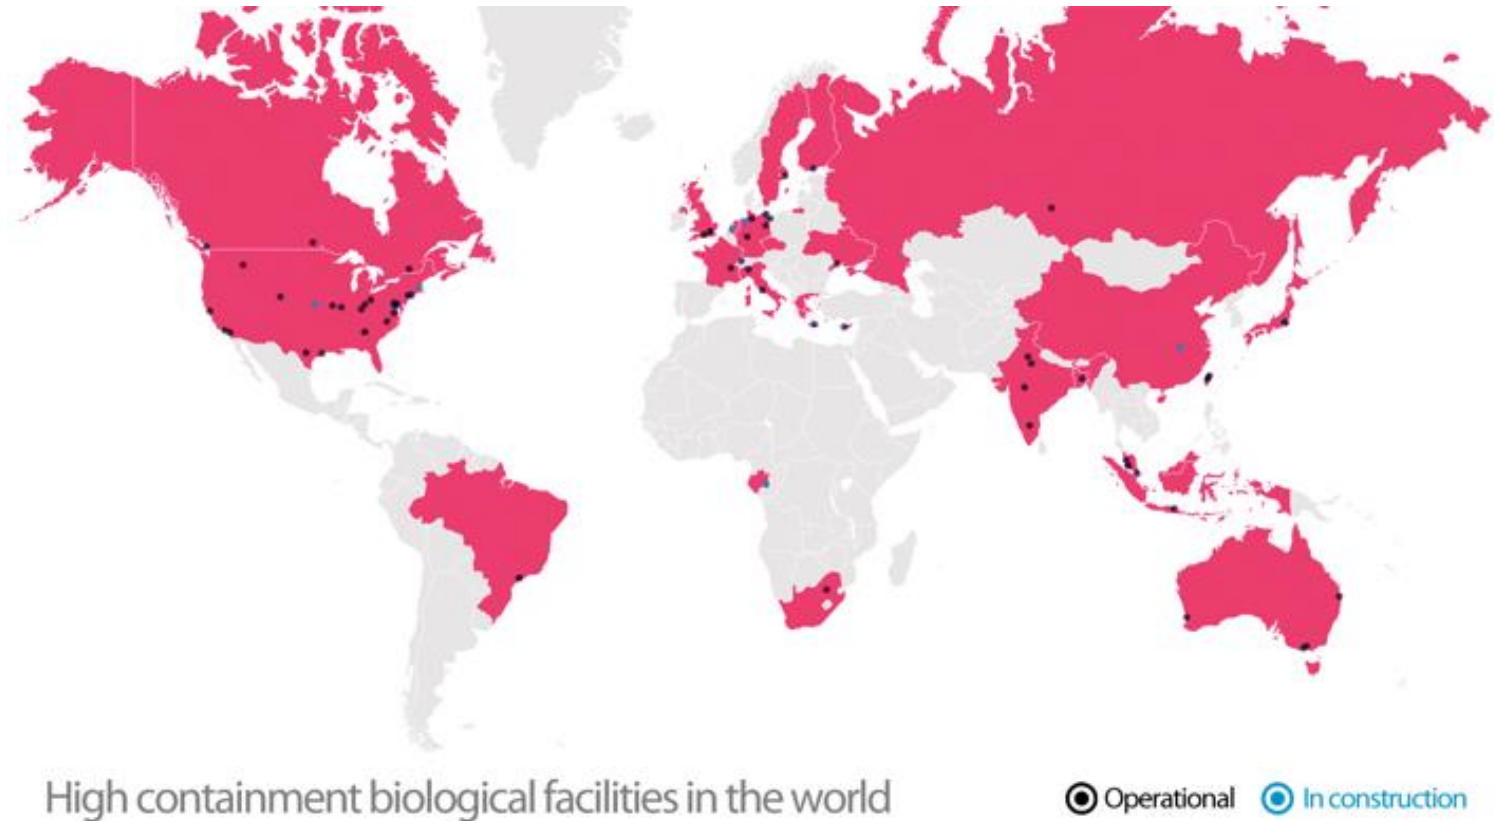 High containment biological facilities in the world
Operational
In construction